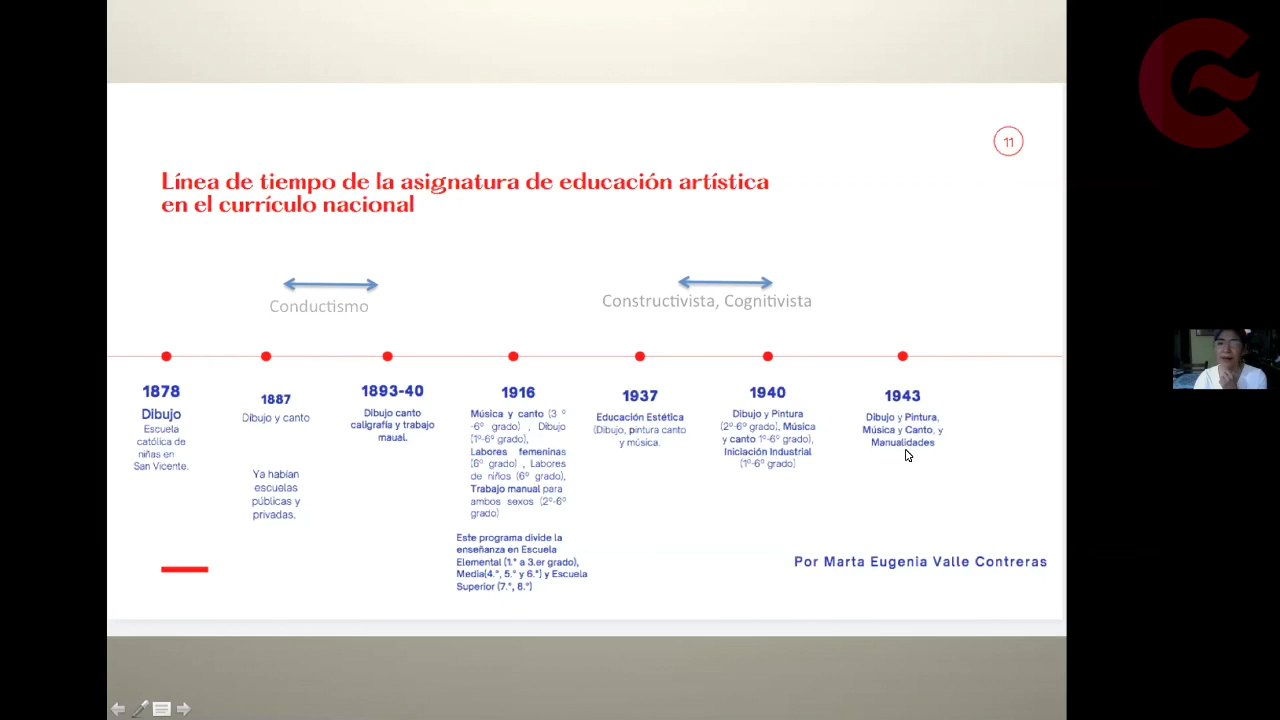 11
Línea de tiempo de la asignatura de educación artística
en el currículo nacional
Conductismo
Constructivista, Cognitivista
1878
Dibujo
Escuela
católica de
niñas en
San Vicente.
1887
Dibujo y canto
Ya habían
escuelas
públicas y
privadas.
1893-40
Dibujo canto
caligrafía y trabajo
maual.
1916
Música y canto (3 º
-6º grado) , Dibujo
(1º-6º grado),
Labores femeninas
(6º grado) , Labores
de niños (6º grado),
Trabajo manual para
ambos sexos (2º-6º
grado)
Este programa divide la
enseñanza en Escuela
Elemental (1.° a 3.er grado),
Media(4.°, 5.° y 6.°) y Escuela
Superior (7.°, 8.°)
1937
Educación Estética
(Dibujo, pintura canto
y música.
1940
Dibujo y Pintura
(2º-6º grado), Música
y canto 1º-6º grado),
Iniciación Industrial
(1º-6º grado)
1943
Dibujo y Pintura,
Música y Canto, y
Manualidades
Por Marta Eugenia Valle Contreras